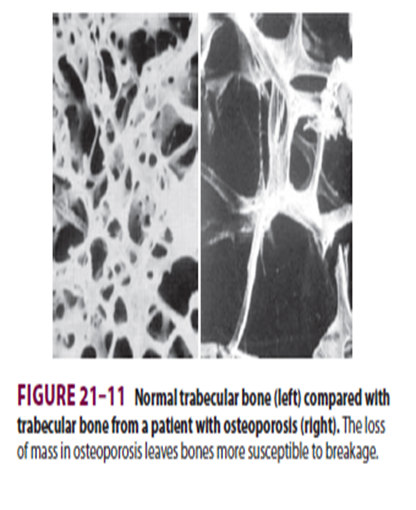 FIGURE 21–11 Normal trabecular bone (left) compared with
trabecular bone from a patient with osteoporosis (right). The loss
of mass in osteoporosis leaves bones more susceptible to breakage.